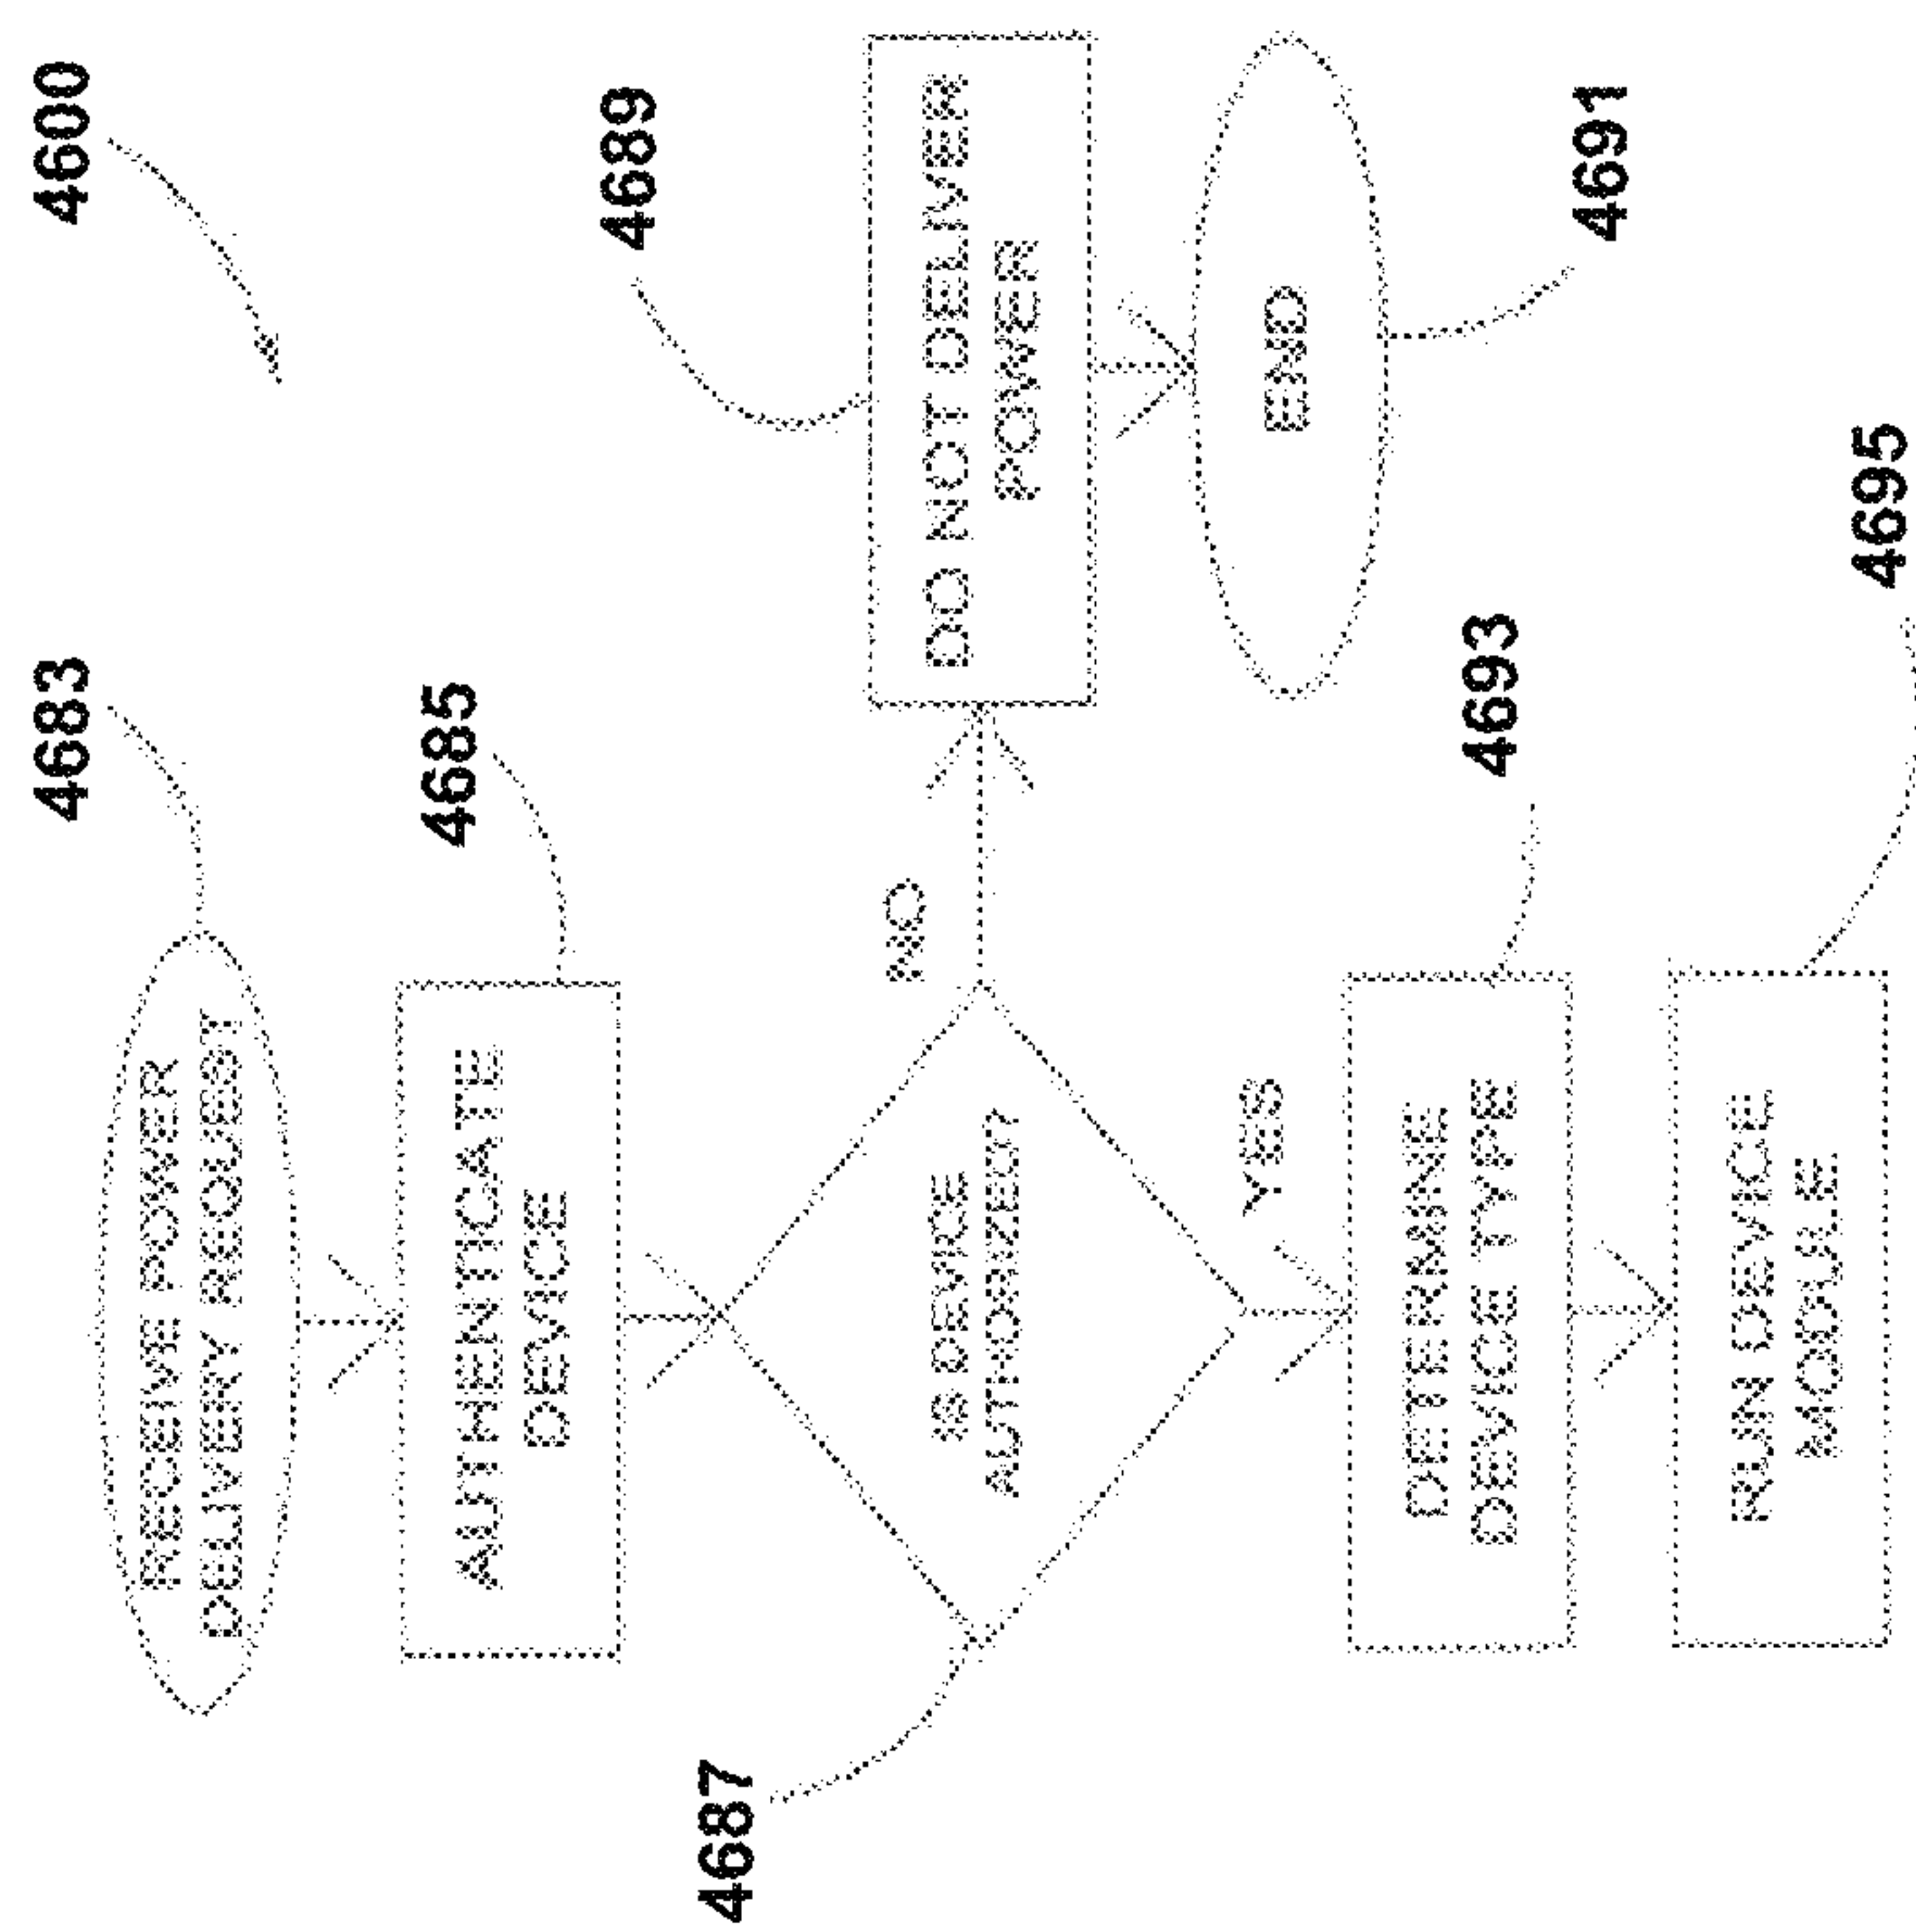 4600
4683
RECEIVE POWER
DELIVERY REQUEST
4685
AUTHENTICATE
DEVICE
4687
IS DEVICE
AUTHORIZED?
NO
4689
DO NOT DELIVER
POWER
END
4691
YES
4693
DETERMINE
DEVICE TYPE
4695
RUN DEVICE
MODULE